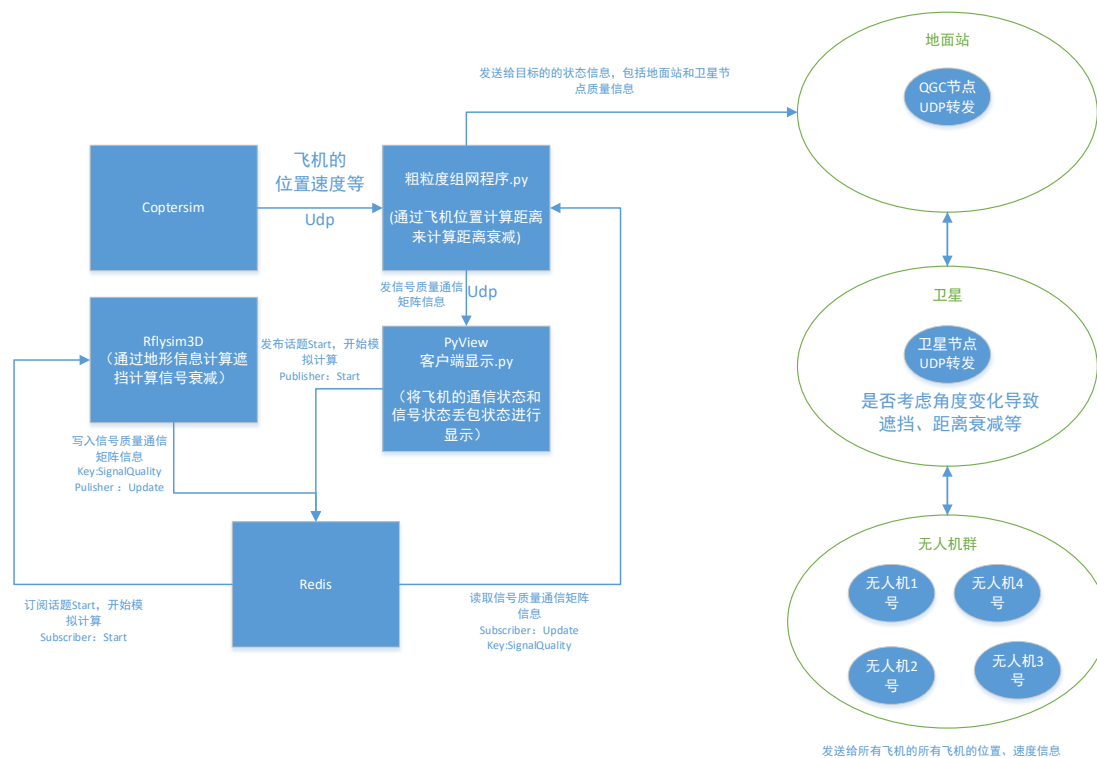 地面站
QGC节点
UDP转发
发送给目标的的状态信息，包括地面站和卫星节
点质量信息
Coptersim
飞机的
位置速度等
Udp
粗粒度组网程序.py
(通过飞机位置计算距离
来计算距离衰减)
发信号质量通信
矩阵信息
Udp
Rflysim3D
（通过地形信息计算遮
挡计算信号衰减）
发布话题Start，开始模
拟计算
Publisher：Start
PyView
客户端显示.py
（将飞机的通信状态和
信号状态丢包状态进行
显示）
卫星
卫星节点
UDP转发
是否考虑角度变化导致
遮挡、距离衰减等
写入信号质量通信
矩阵信息
Key:SignalQuality
Pulisher：Update
Redis
订阅话题Start，开始模
拟计算
Subscriber：Start
读取信号质量通信矩阵
信息
Subscriber：Update
Key:SignalQuality
无人机群
无人机1
号
无人机4
号
无人机2
号
无人机3
号
发送给所有飞机的所有飞机的位置、速度信息